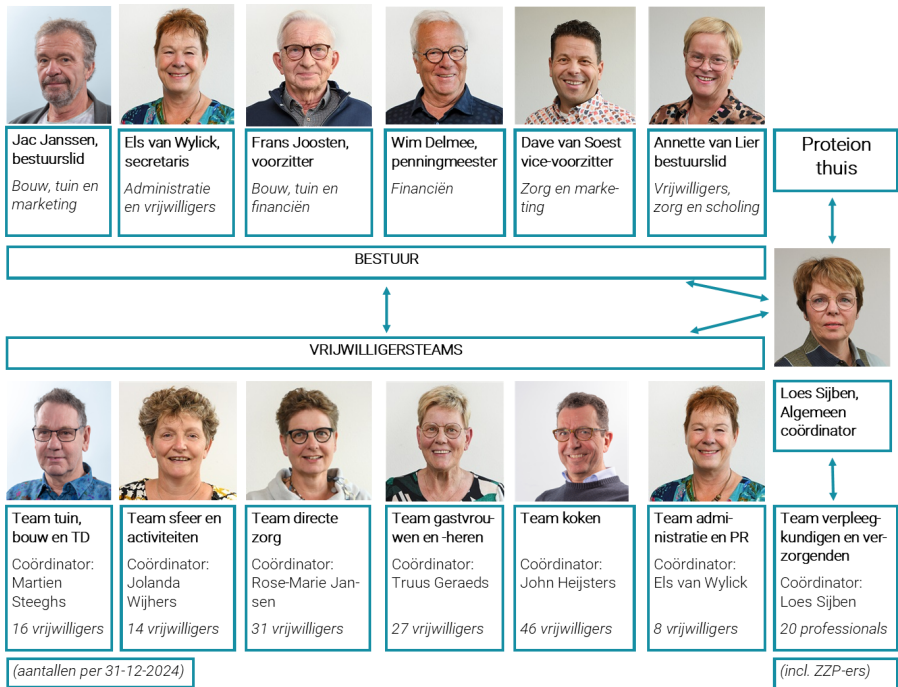 Jac Janssen,
bestuurslid
Bouw, tuin en
marketing
Els van Wylick,
secretaris
Administratie
en vrijwilligers
Frans Joosten,
voorzitter
Bouw, tuin en
financiën
Wim Delmee,
penningmeester
Financiën
Dave van Soest
vice-voorzitter
Zorg en marke-
ting
Annette van Lier
bestuurslid
Vrijwilligers,
zorg en scholing
Proteion
thuis
BESTUUR
VRIJWILLIGERSTEAMS
Loes Sijben,
Algemeen
coördinator
Team tuin,
bouw en TD
Coördinator:
Martien
Steeghs
16 vrijwilligers
Team sfeer en
activiteiten
Coördinator:
Jolanda
Wijhers
14 vrijwilligers
Team directe
zorg
Coördinator:
Rose-Marie Jan-
sen
31 vrijwilligers
Team gastvrou-
wen en -heren
Coördinator:
Truus Geraeds
27 vrijwilligers
Team koken
Coördinator:
John Heijsters
46 vrijwilligers
Team admi-
nistratie en PR
Coördinator:
Els van Wylick
8 vrijwilligers
Team verpleeg-
kundigen en ver-
zorgenden
Coördinator:
Loes Sijben
20 professionals
(aantallen per 31-12-2024)
(incl. ZZP-ers)